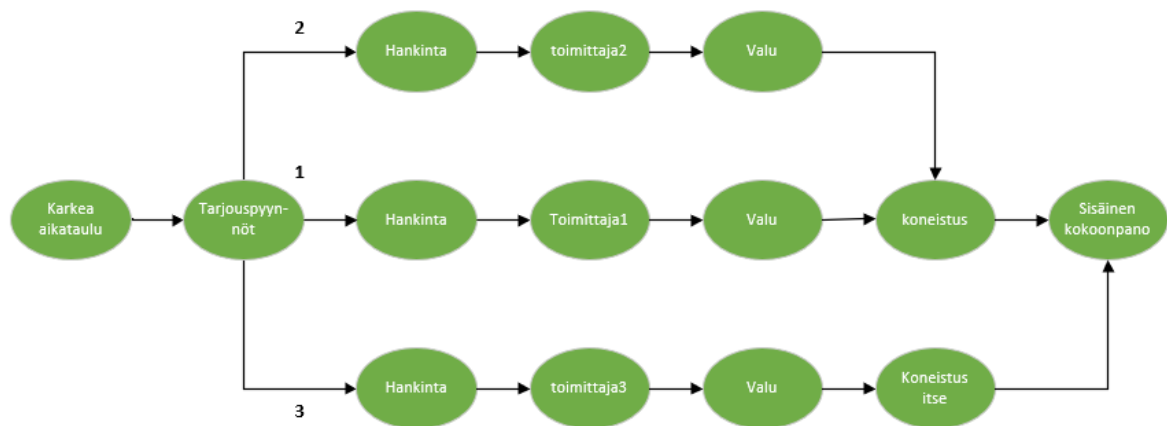 2
Hankinta
toimittaja2
Valu
1
Karkea
aikataulu
Tarjouspyyn-
nöt
Hankinta
Toimittaja1
Valu
koneistus
Sisäinen
kokoonpano
Hankinta
toimittaja3
Valu
Koneistus
itse
3